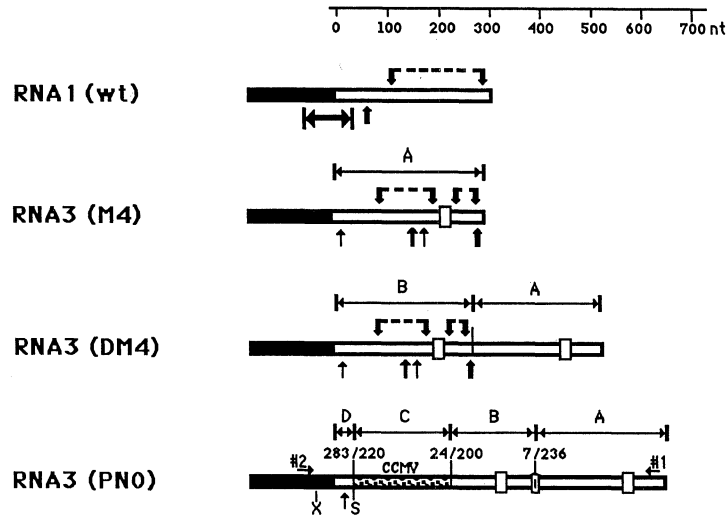 0 100 200 300 400 500 600 700 nt
RNA1 (wt)
A
RNA3 (M4)
B A
RNA3 (DM4)
D C B A
283/220 24/200 7/236
#2 CCMV #1
RNA3 (PN0)
X S